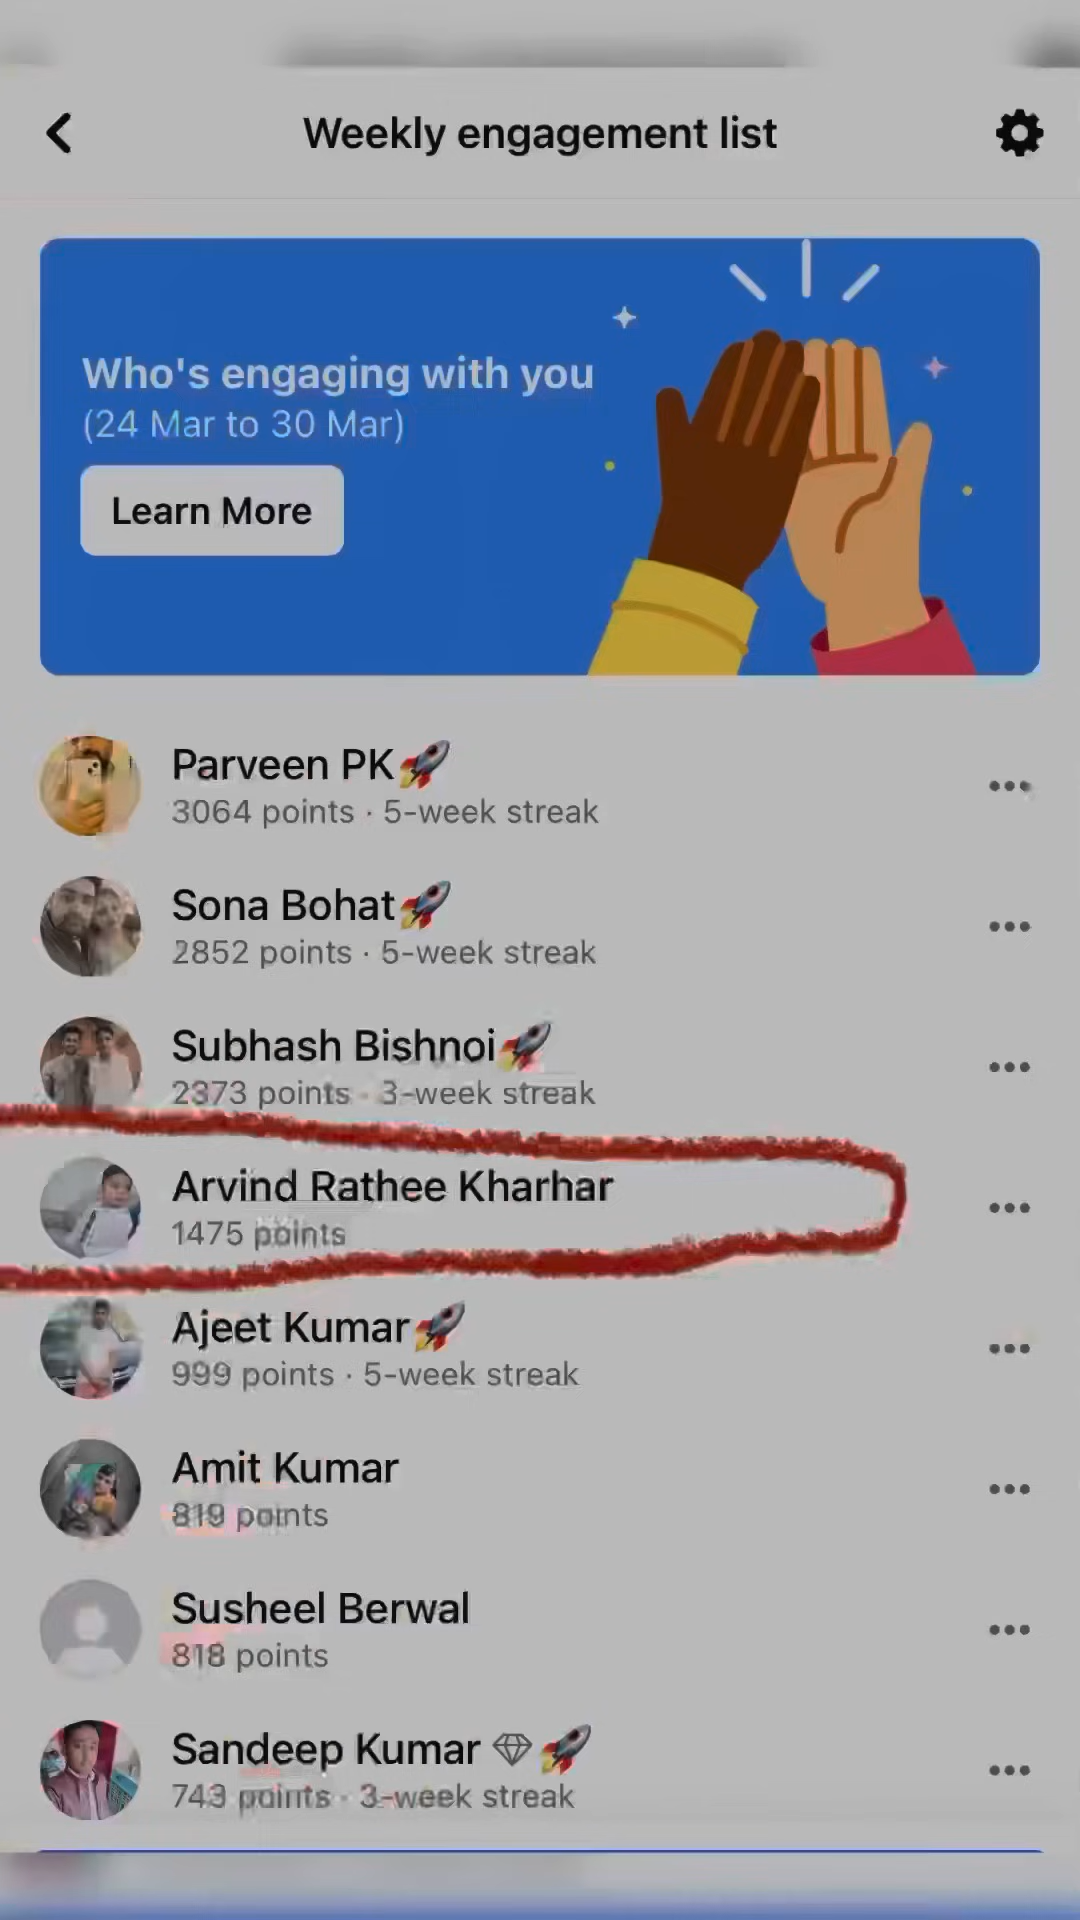 Weekly engagement list
Who's engaging with you
(24 Mar to 30 Mar)
Learn More
Parveen PK🚀
3064 points · 5-week streak
Sona Bohat🚀
2852 points · 5-week streak
Subhash Bishnoi🚀
2373 points · 3-week streak
Arvind Rathee Kharhar
1475 points
Ajeet Kumar🚀
999 points · 5-week streak
Amit Kumar
819 points
Susheel Berwal
818 points
Sandeep Kumar 💎🚀
743 points · 3-week streak